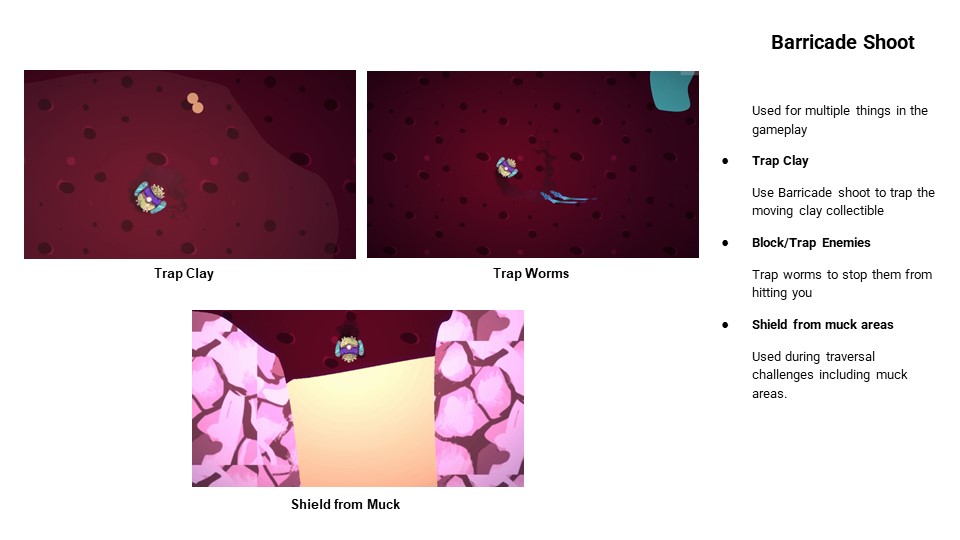 Barricade Shoot
Used for multiple things in the
gameplay
● Trap Clay
Use Barricade shoot to trap the
moving clay collectible
● Block/Trap Enemies
Trap worms to stop them from
hitting you
● Shield from muck areas
Used during traversal
challenges including muck
areas.
Trap Clay
Trap Worms
Shield from Muck